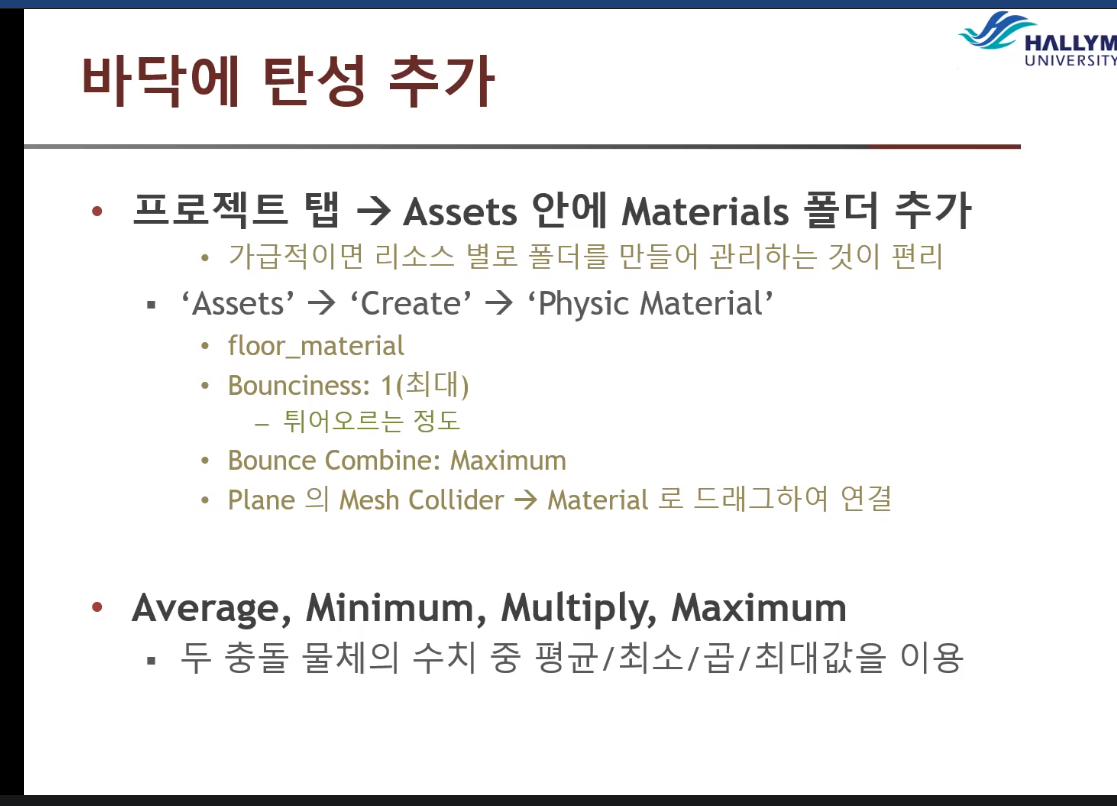 바닥에 탄성 추가
HALLYM
UNIVERSITY
• 프로젝트 탭 → Assets 안에 Materials 폴더 추가
• 가급적이면 리소스 별로 폴더를 만들어 관리하는 것이 편리
▪ ‘Assets’ → ‘Create’ → ‘Physic Material’
• floor_material
• Bounciness: 1(최대)
– 튀어오르는 정도
• Bounce Combine: Maximum
• Plane 의 Mesh Collider → Material 로 드래그하여 연결
• Average, Minimum, Multiply, Maximum
▪ 두 충돌 물체의 수치 중 평균/최소/곱/최대값을 이용